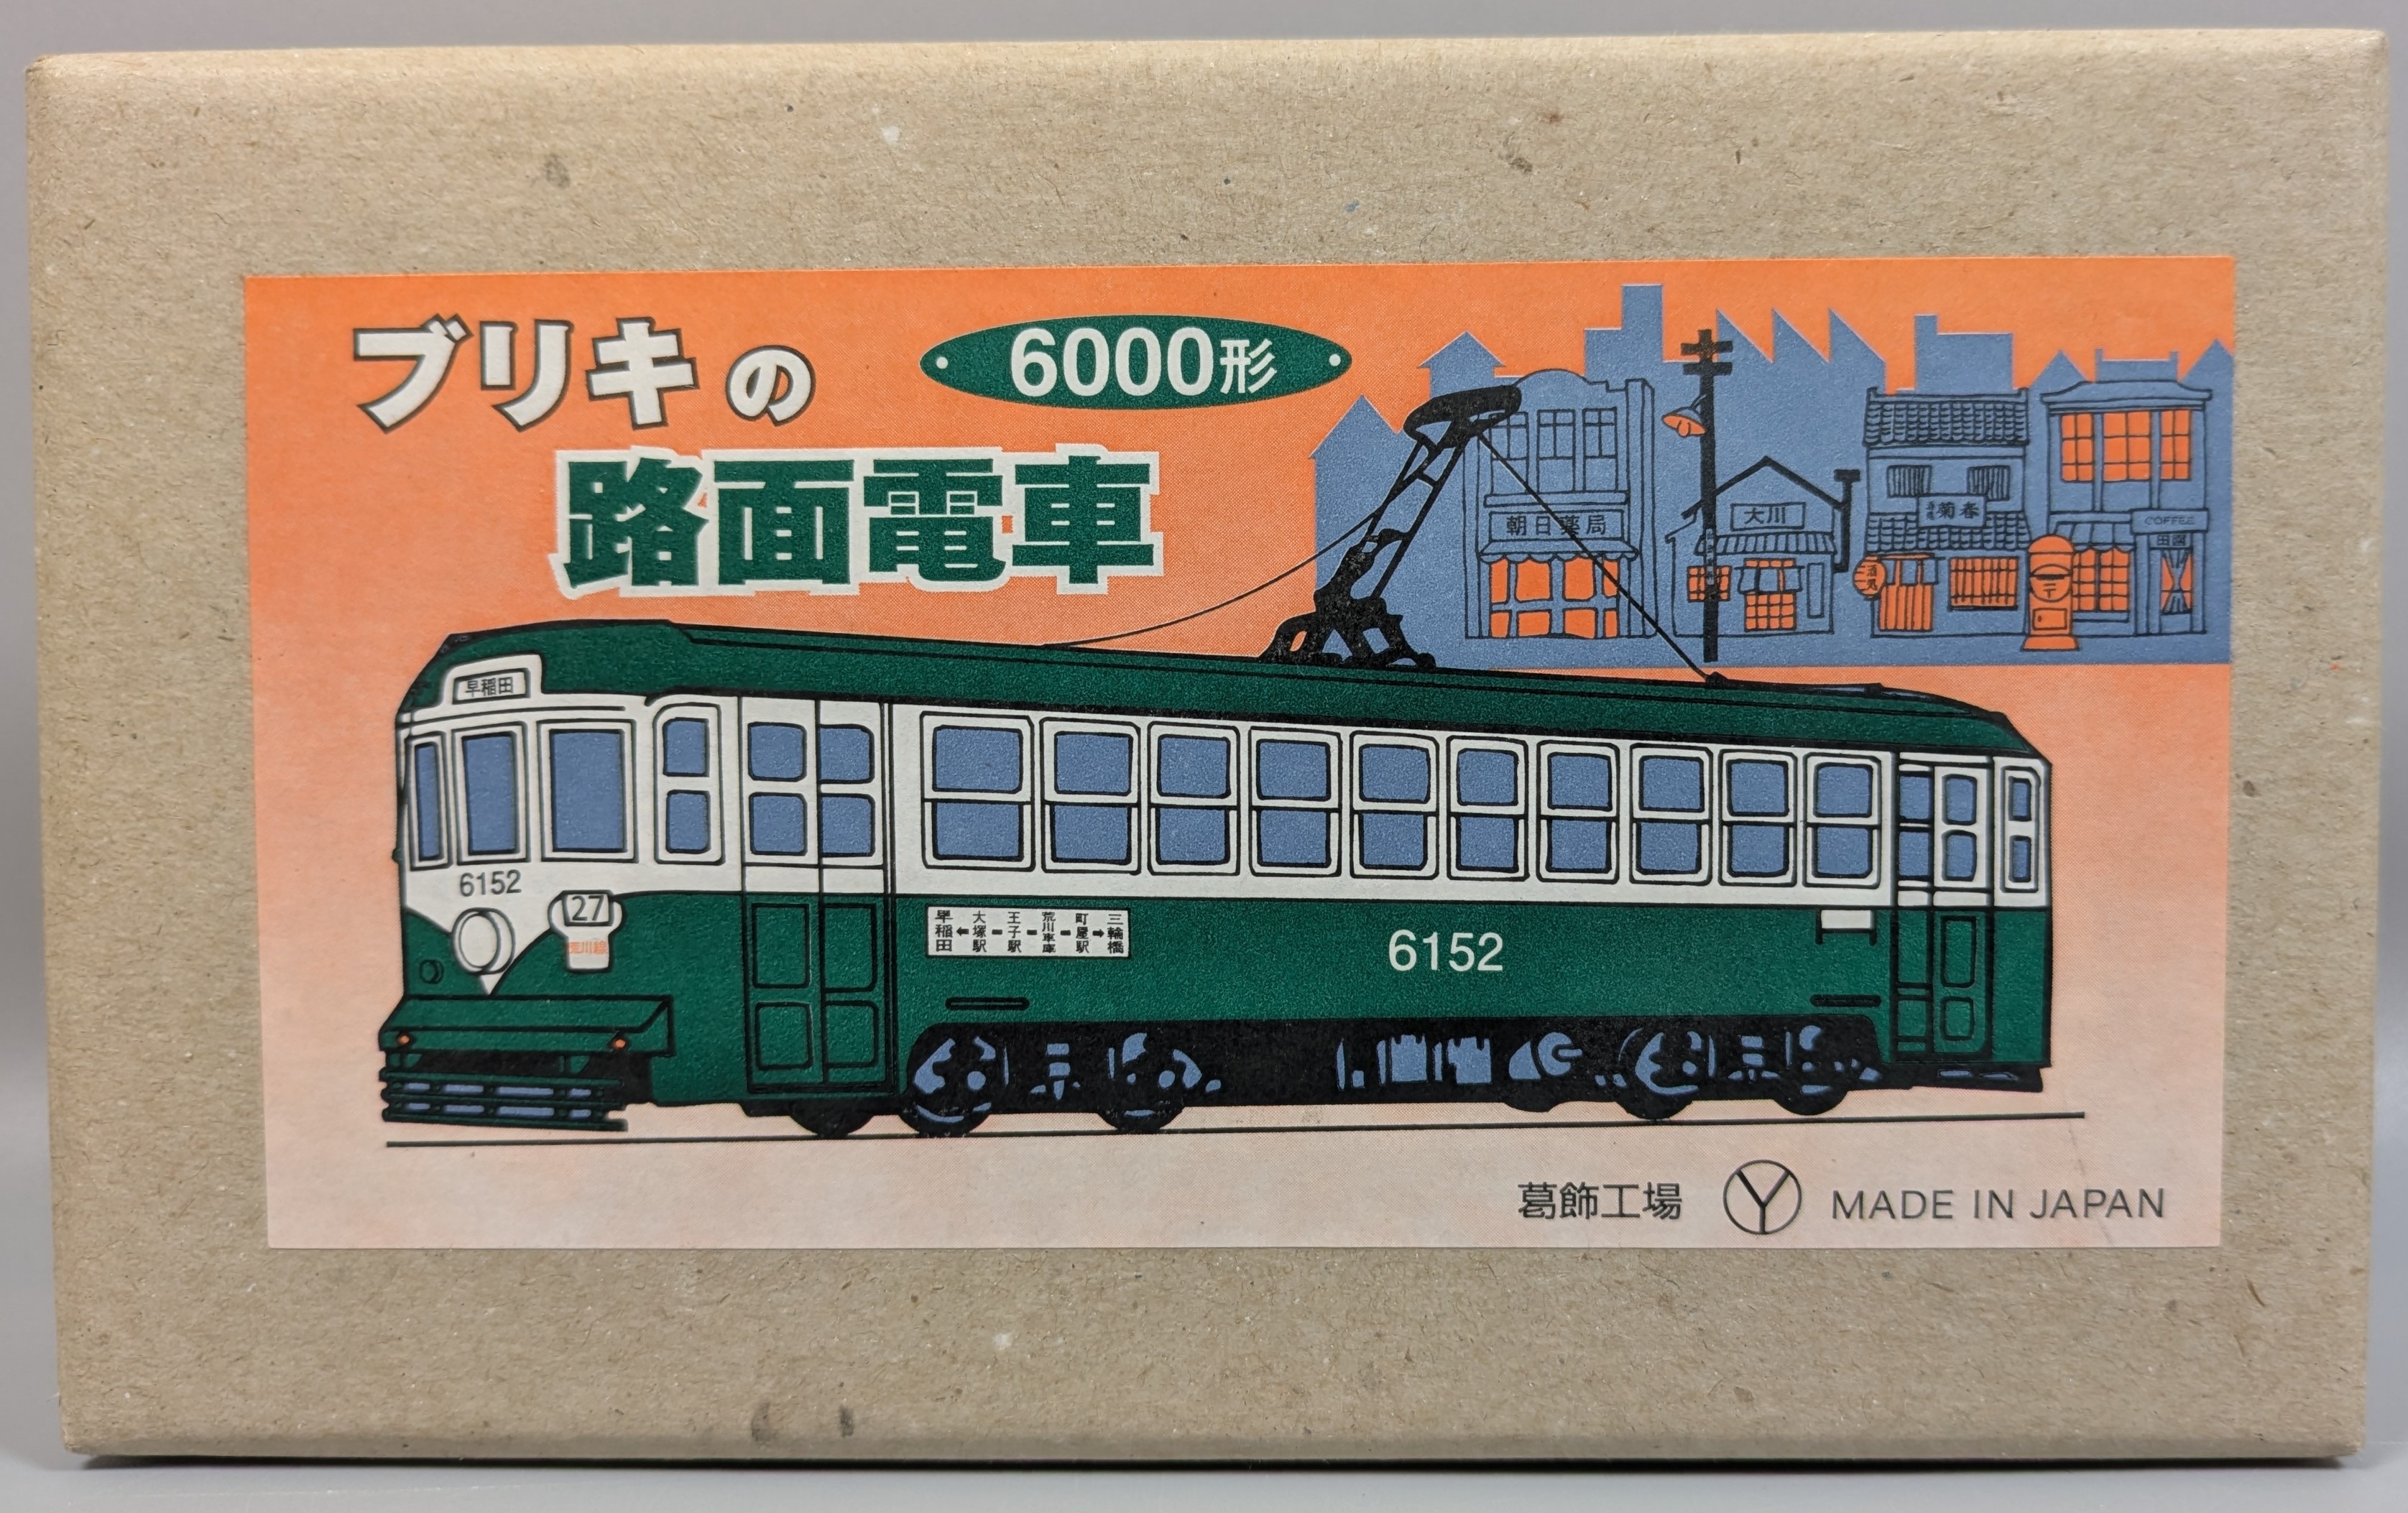 ブリキの
6000形
路面電車
朝日薬局
大川
菊春
酒
COFFEE
田園
早稲田
6152
27
荒川線
早稲田←大塚駅-王子駅-荒川車庫-町屋駅→三輪橋
6152
葛飾工場 Y MADE IN JAPAN